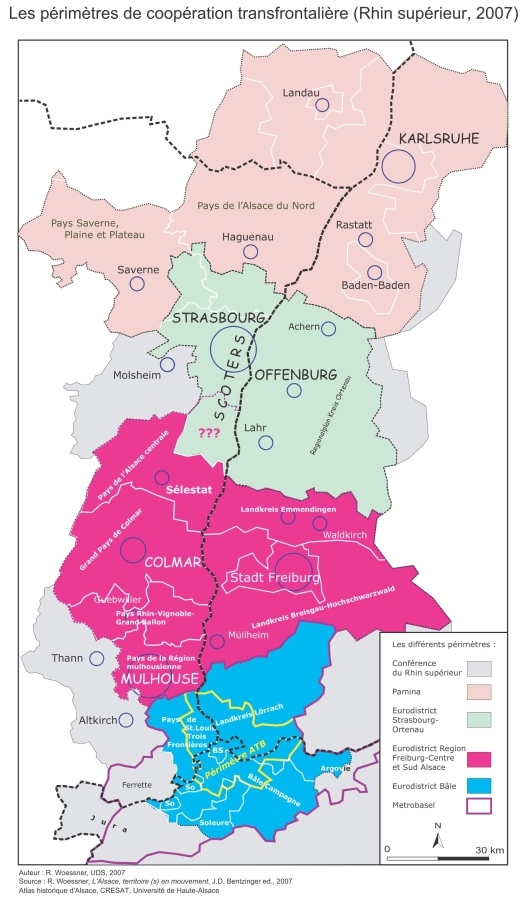 Les périmètres de coopération transfrontalière (Rhin supérieur, 2007)
Landau
KARLSRUHE
Pays de l'Alsace du Nord
Pays Saverne,
Plaine et Plateau
Rastatt
Haguenau
Saverne
Baden-Baden
STRASBOURG
Achern
SCOTERS
Molsheim
OFFENBURG
Regionalplan Kreis Ortenau
???
Lahr
Pays de l'Alsace centrale
Sélestat
Landkreis Emmendingen
Grand Pays de Colmar
Waldkirch
COLMAR
Stadt Freiburg
Guebwiller
Pays Rhin-Vignoble-
Grand Ballon
Landkreis Breisgau-Hochschwarzwald
Müllheim
Thann
Pays de la Région
mulhousienne
MULHOUSE
Altkirch
Pays de
St.Louis
Trois
Frontières
Landkreis Lörrach
BS
Périmètre ATB
Argovie
Ferrette
So
Bâle Campagne
So
Jura
Soleure
Les différents périmètres :
Conférence
du Rhin supérieur
Pamina
Eurodistrict
Strasbourg-
Ortenau
Eurodistrict Region
Freiburg-Centre
et Sud Alsace
Eurodistrict Bâle
Metrobasel
N
0 30 km
Auteur : R. Woessner, UDS, 2007
Source : R. Woessner, L'Alsace, territoire (s) en mouvement, J.D. Bentzinger ed., 2007
Atlas historique d'Alsace, CRESAT, Université de Haute-Alsace